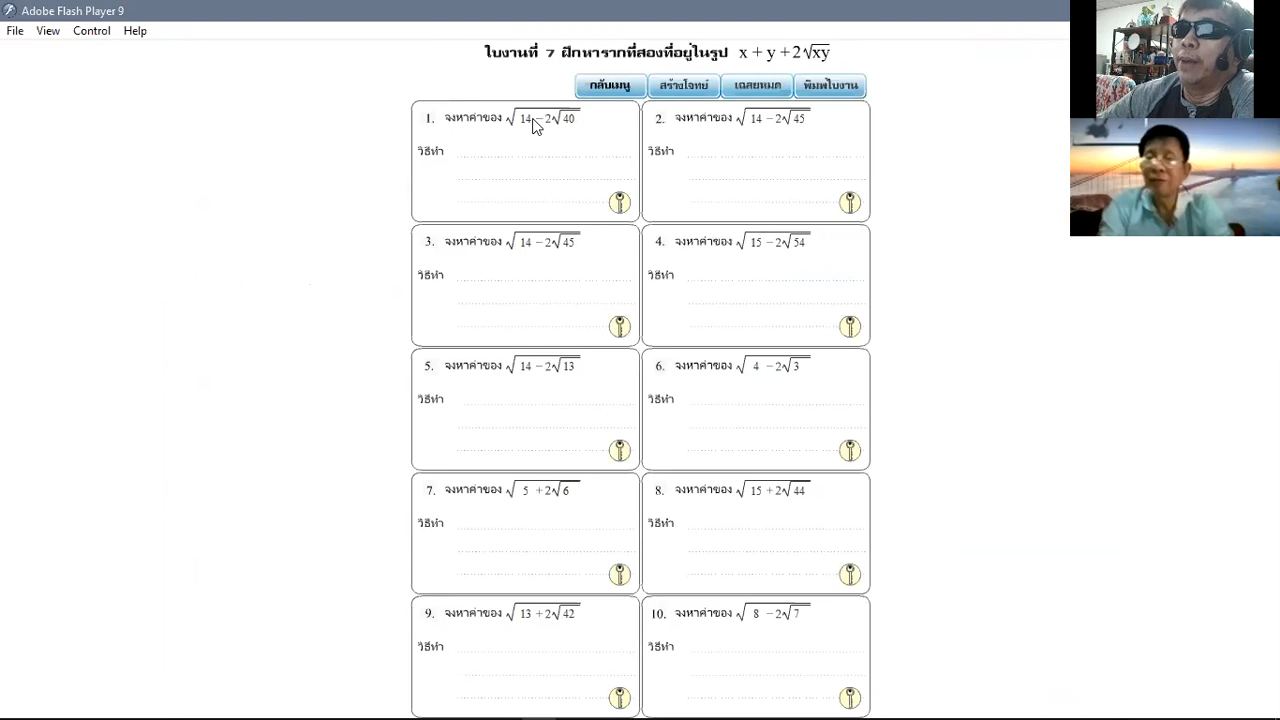 Adobe Flash Player 9
File View Control Help
ใบงานที่ 7 ฝึกหารากที่สองที่อยู่ในรูป x + y + 2√xy
กลับเมนู สร้างโจทย์ เฉลยหมด พิมพ์ใบงาน
1. จงหาค่าของ √(14 − 2√40)
วิธีทำ
2. จงหาค่าของ √(14 − 2√45)
วิธีทำ
3. จงหาค่าของ √(14 − 2√45)
วิธีทำ
4. จงหาค่าของ √(15 − 2√54)
วิธีทำ
5. จงหาค่าของ √(14 − 2√13)
วิธีทำ
6. จงหาค่าของ √(4 − 2√3)
วิธีทำ
7. จงหาค่าของ √(5 + 2√6)
วิธีทำ
8. จงหาค่าของ √(15 + 2√44)
วิธีทำ
9. จงหาค่าของ √(13 + 2√42)
วิธีทำ
10. จงหาค่าของ √(8 − 2√7)
วิธีทำ